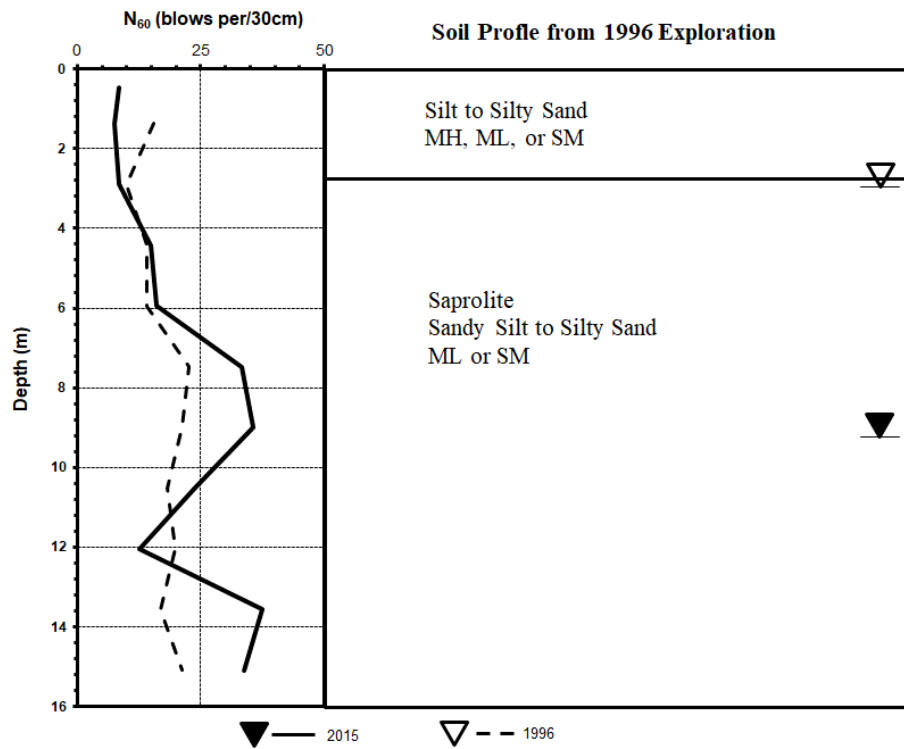 N60 (blows per/30cm)
0 25 50
Soil Profle from 1996 Exploration
0
2
4
6
8
10
12
14
16
Depth (m)
Silt to Silty Sand
MH, ML, or SM
Saprolite
Sandy Silt to Silty Sand
ML or SM
2015
1996